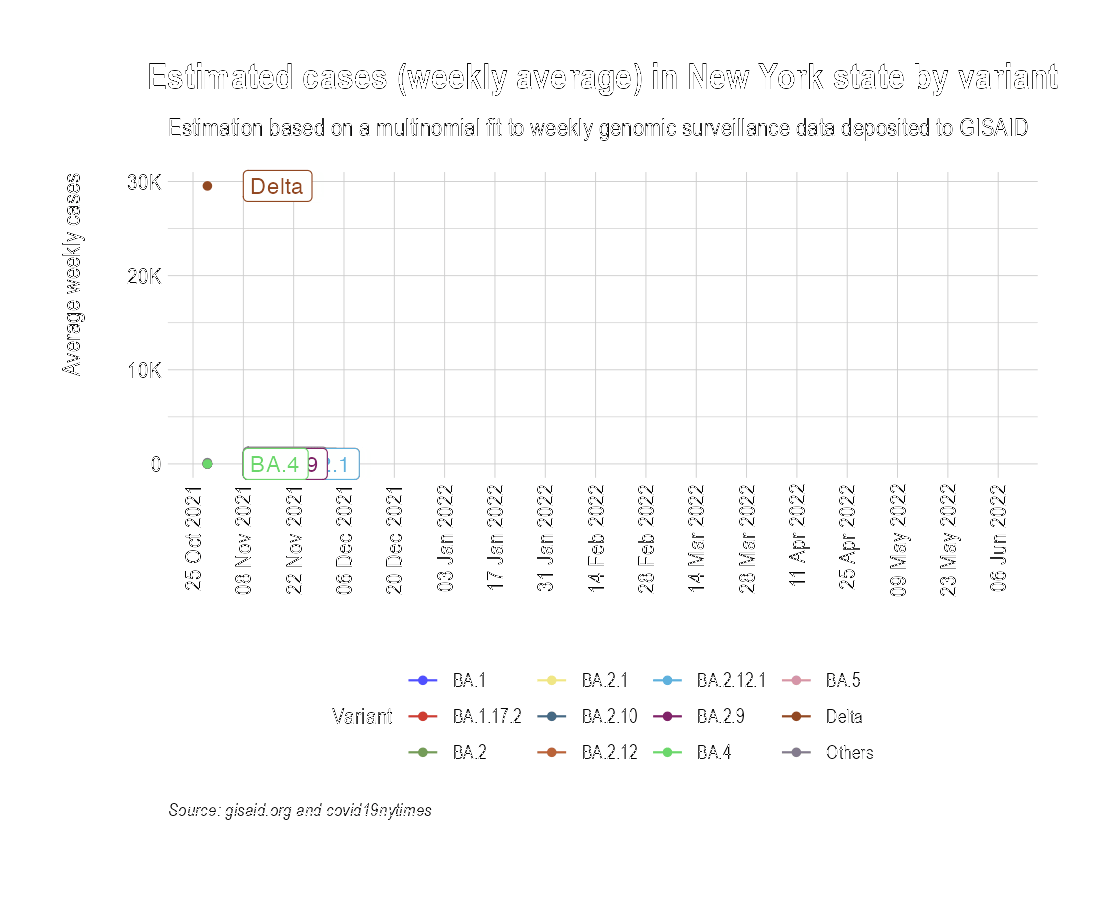 Estimated cases (weekly average) in New York state by variant
Estimation based on a multinomial fit to weekly genomic surveillance data deposited to GISAID
Average weekly cases
30K
20K
10K
0
Delta
BA.4
9
2.1
25 Oct 2021
08 Nov 2021
22 Nov 2021
06 Dec 2021
20 Dec 2021
03 Jan 2022
17 Jan 2022
31 Jan 2022
14 Feb 2022
28 Feb 2022
14 Mar 2022
28 Mar 2022
11 Apr 2022
25 Apr 2022
09 May 2022
23 May 2022
06 Jun 2022
Variant
BA.1
BA.1.17.2
BA.2
BA.2.1
BA.2.10
BA.2.12
BA.2.12.1
BA.2.9
BA.4
BA.5
Delta
Others
Source: gisaid.org and covid19nytimes